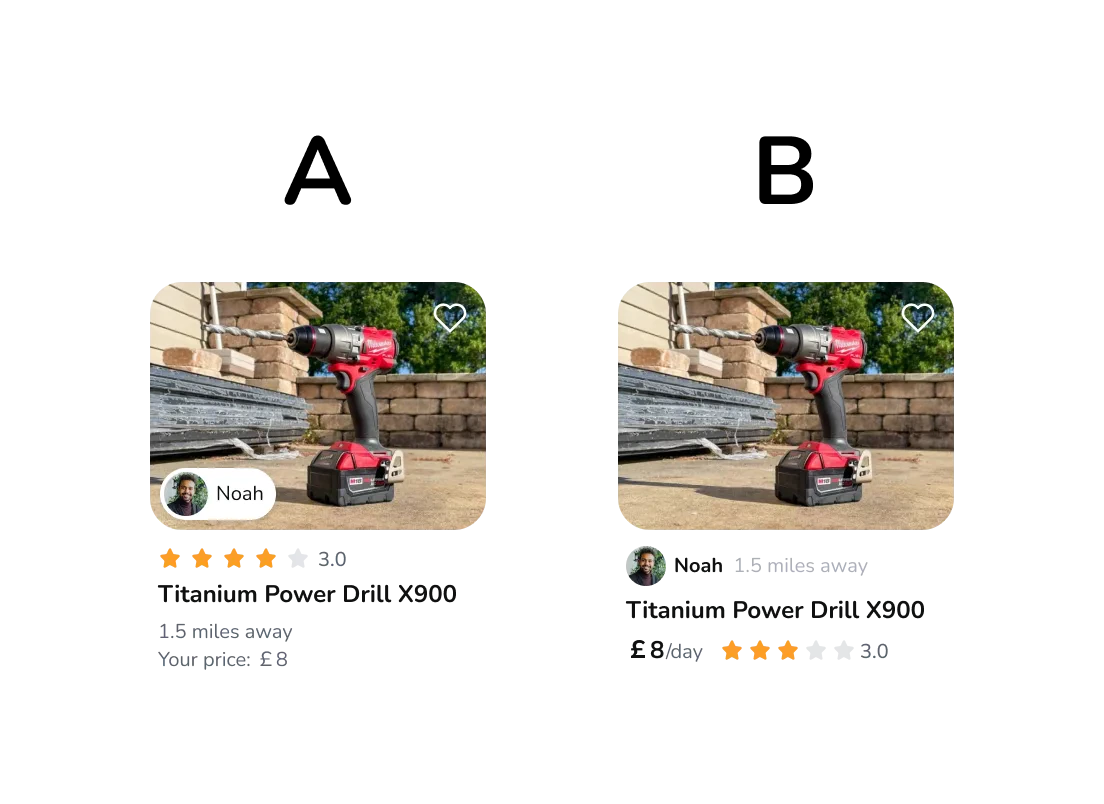 A
B
Noah
3.0
Titanium Power Drill X900
1.5 miles away
Your price: £8
Noah 1.5 miles away
Titanium Power Drill X900
£8/day 3.0